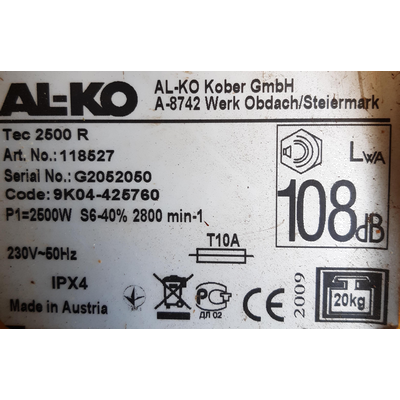 AL-KO
AL-KO Kober GmbH
A-8742 Werk Obdach/Steiermark
Tec 2500 R
Art. No.:118527
Serial No.: G2052050
Code: 9K04-425760
P1=2500W S6-40% 2800 min-1
230V~50Hz
T10A
LWA
108dB
IPX4
Made in Austria
ДП 02
CE
2009
20kg